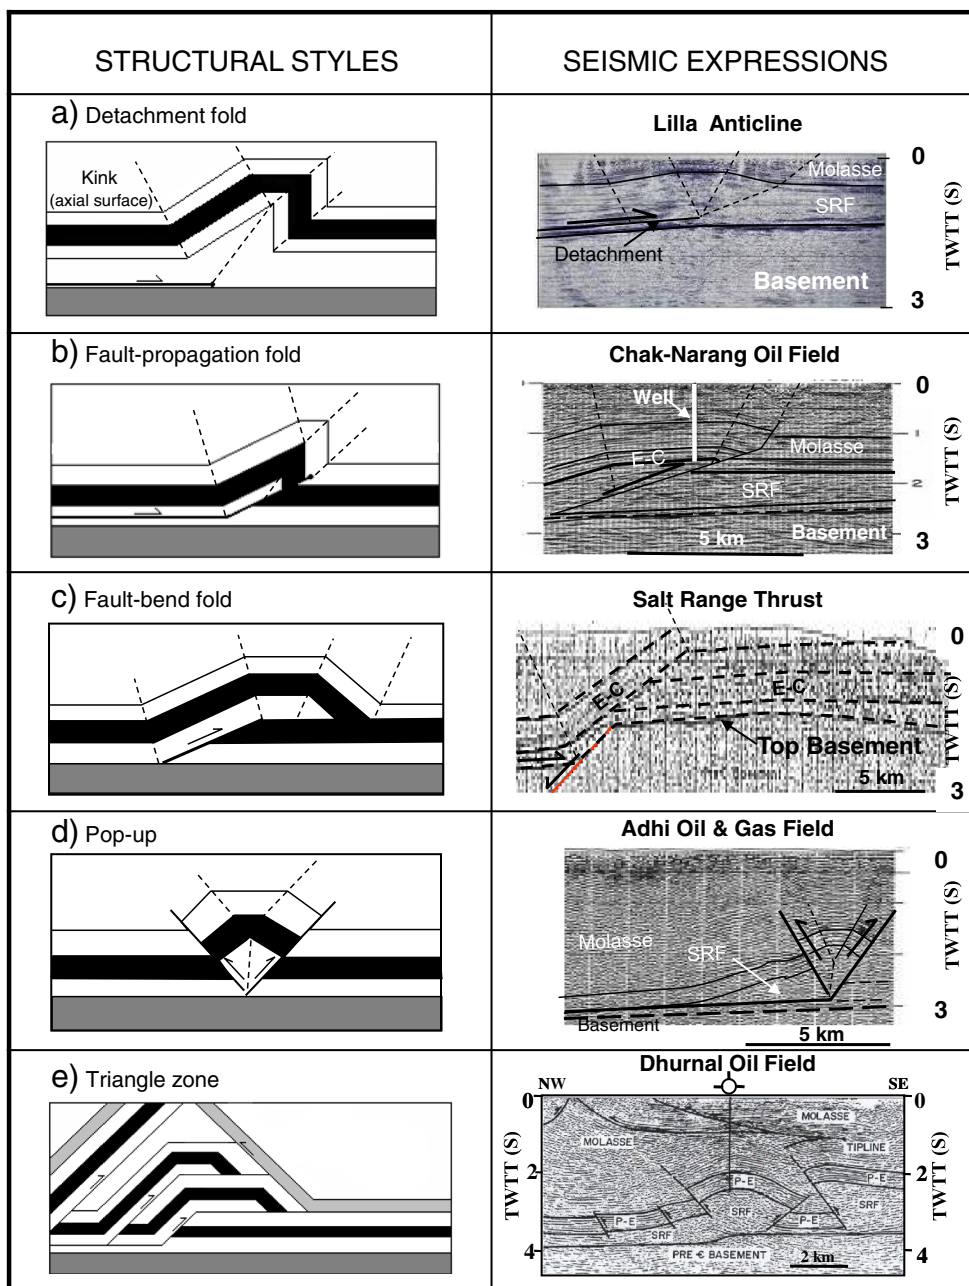 STRUCTURAL STYLES
SEISMIC EXPRESSIONS
a) Detachment fold
Kink
(axial surface)
Lilla Anticline
Molasse
SRF
Detachment
Basement
0
3
TWTT (S)
b) Fault-propagation fold
Chak-Narang Oil Field
Well
E-C
Molasse
SRF
Basement
5 km
0
1
2
3
TWTT (S)
c) Fault-bend fold
Salt Range Thrust
E-C
E-C
Top Basement
5 km
0
3
TWTT (S)
d) Pop-up
Adhi Oil & Gas Field
Molasse
SRF
Basement
5 km
0
3
TWTT (S)
e) Triangle zone
Dhurnal Oil Field
NW
SE
0
2
4
TWTT (S)
MOLASSE
MOLASSE
TIPLINE
P-E
P-E
SRF
SRF
P-E
P-E
SRF
PRE-Є BASEMENT
2 km
0
2
4
TWTT (S)